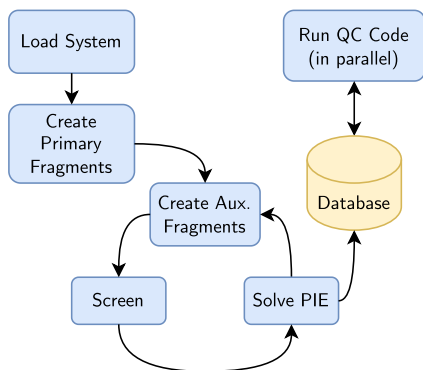 Load System
Run QC Code
(in parallel)
Create
Primary
Fragments
Create Aux.
Fragments
Database
Screen
Solve PIE